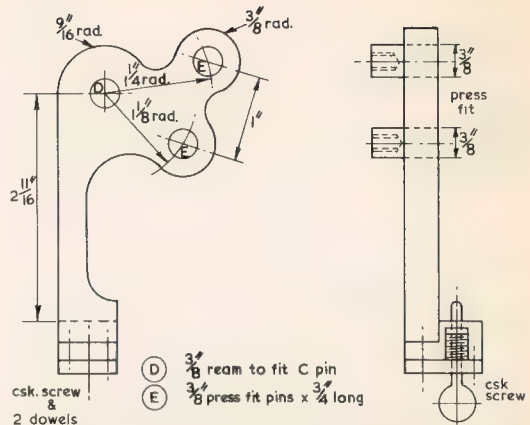 9/16" rad.
3/8" rad.
1 1/4" rad.
1 1/8" rad.
D
E
E
1"
2 11/16"
3/8"
press
fit
3/8"
csk. screw
&
2 dowels
D 3/8" ream to fit C pin
E 3/8" press fit pins x 3/4" long
csk
screw